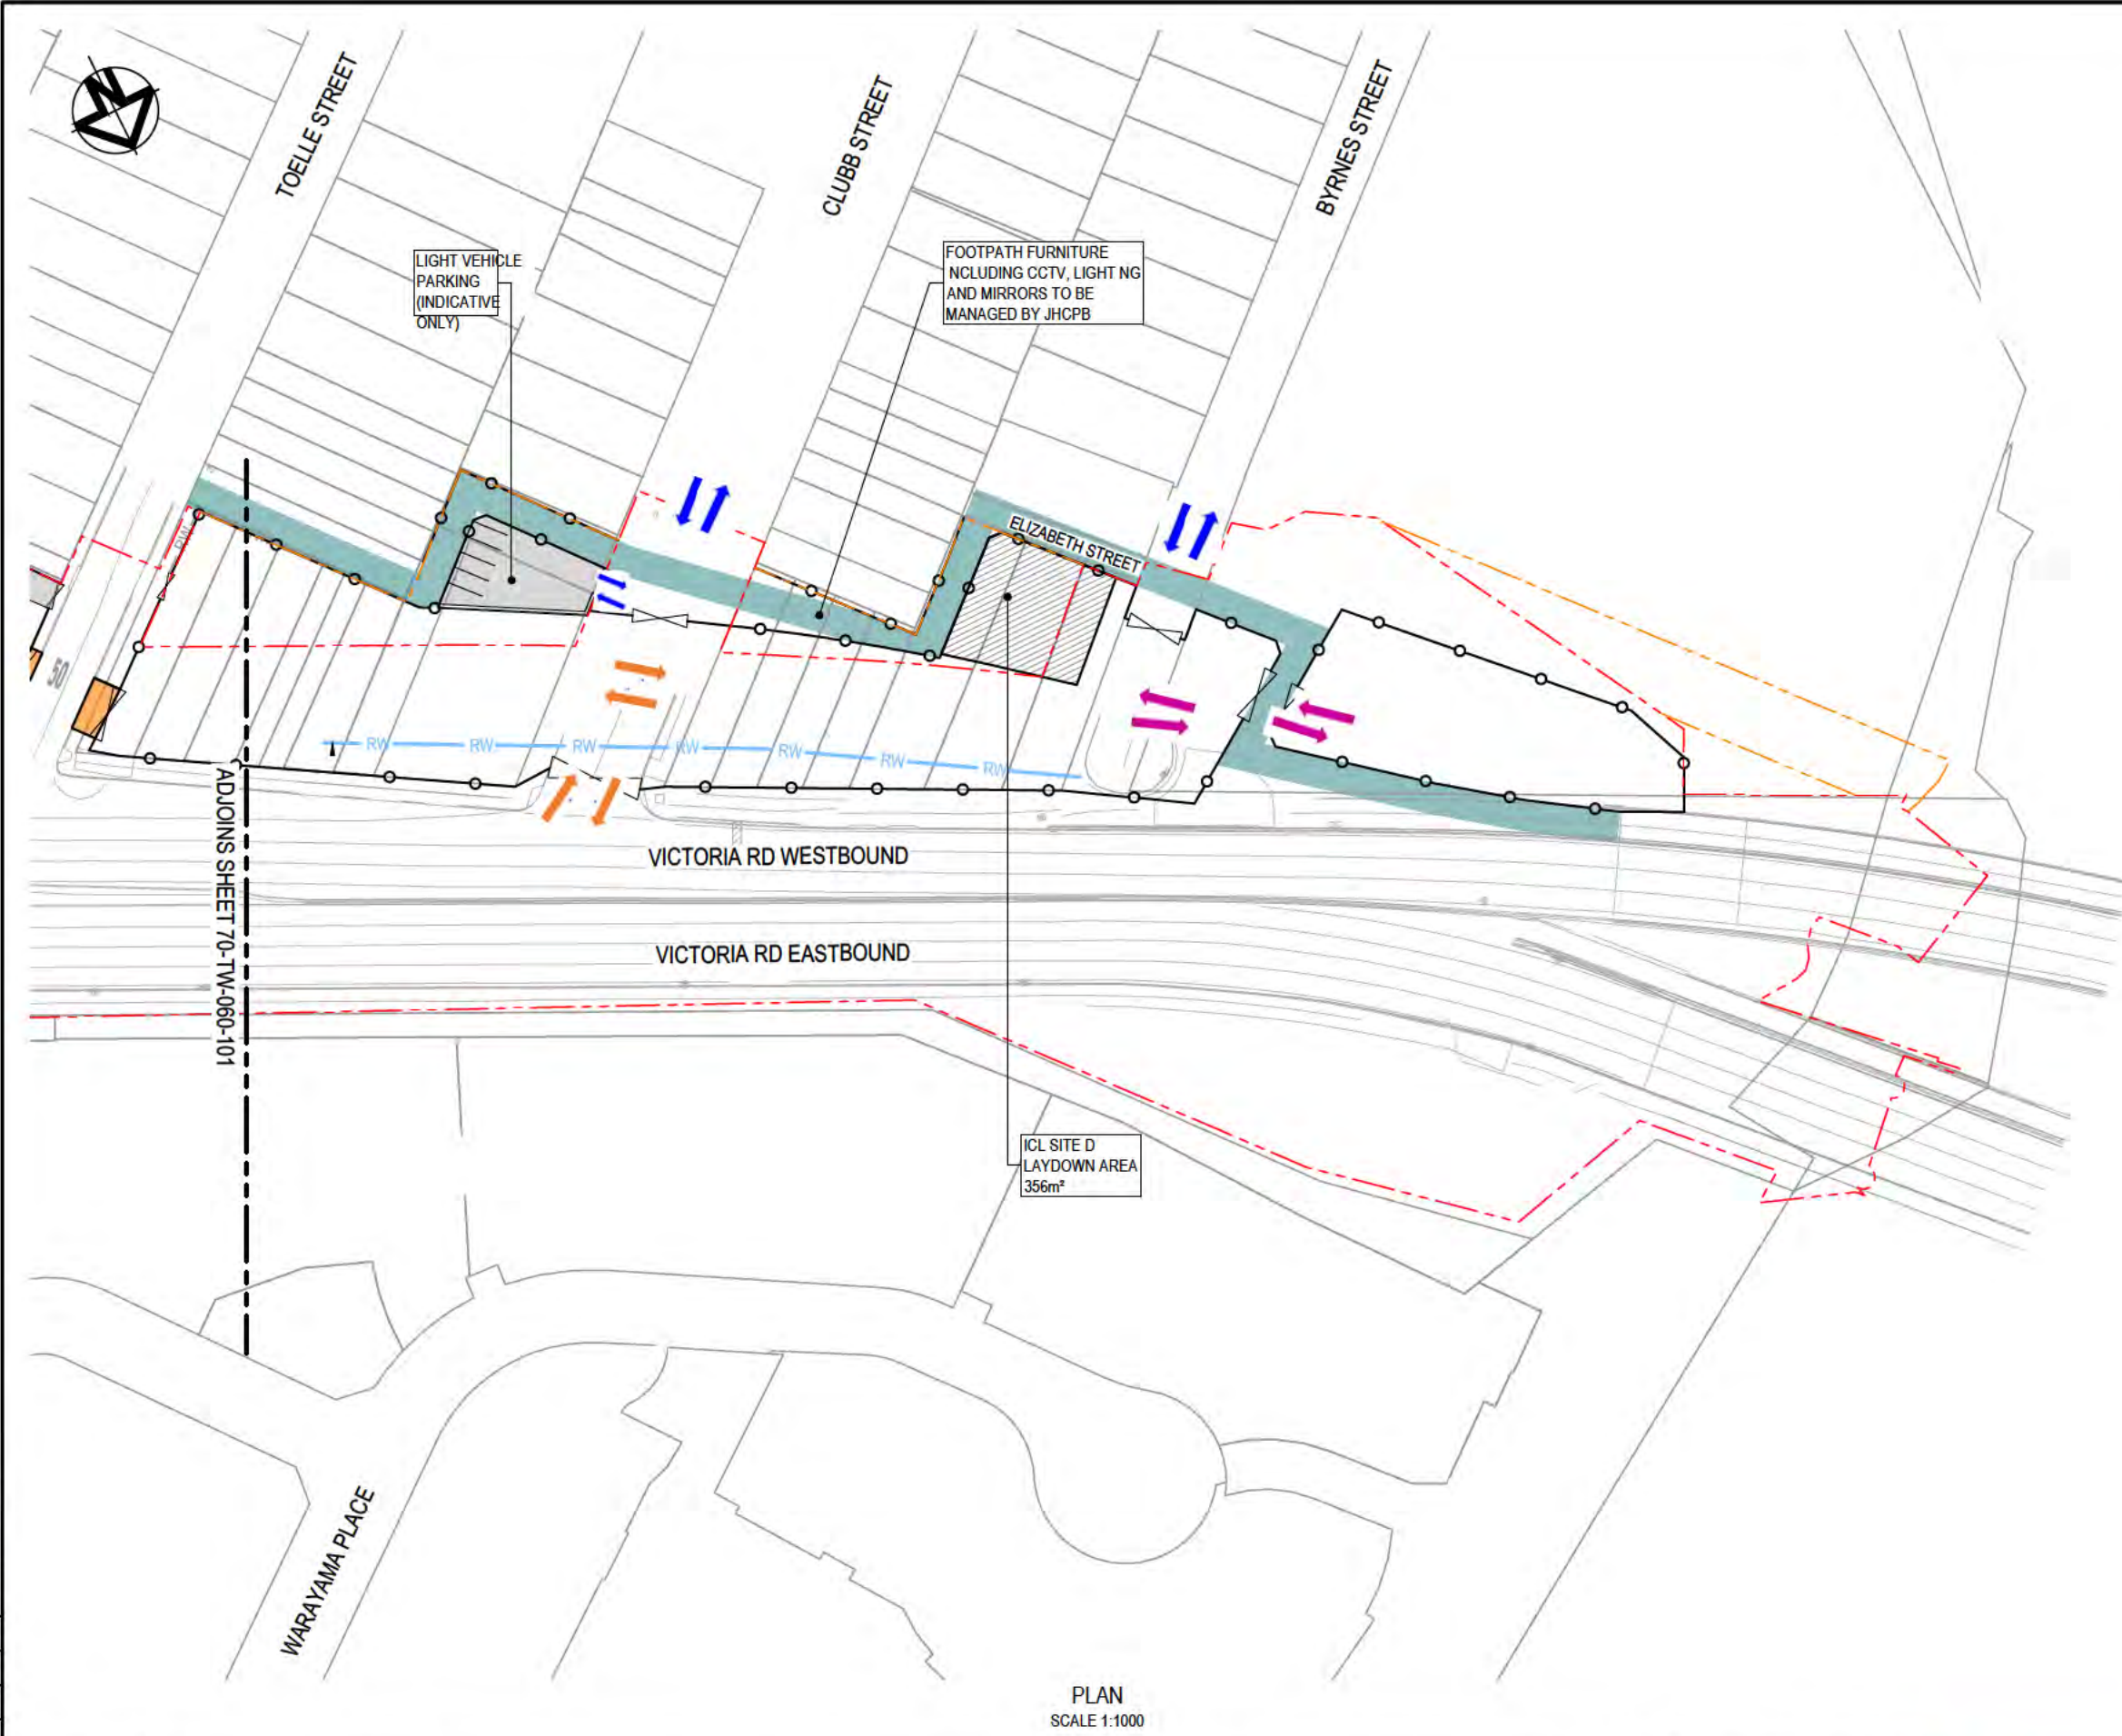 N
TOELLE STREET
CLUBB STREET
BYRNES STREET
LIGHT VEHICLE
PARKING
(INDICATIVE
ONLY)
FOOTPATH FURNITURE
NCLUDING CCTV, LIGHT NG
AND MIRRORS TO BE
MANAGED BY JHCPB
ELIZABETH STREET
RW
50
RW
RW
RW
RW
RW
RW
RW
ADJOINS SHEET 70-TW-060-101
VICTORIA RD WESTBOUND
VICTORIA RD EASTBOUND
ICL SITE D
LAYDOWN AREA
356m²
WARAYAMA PLACE
PLAN
SCALE 1:1000